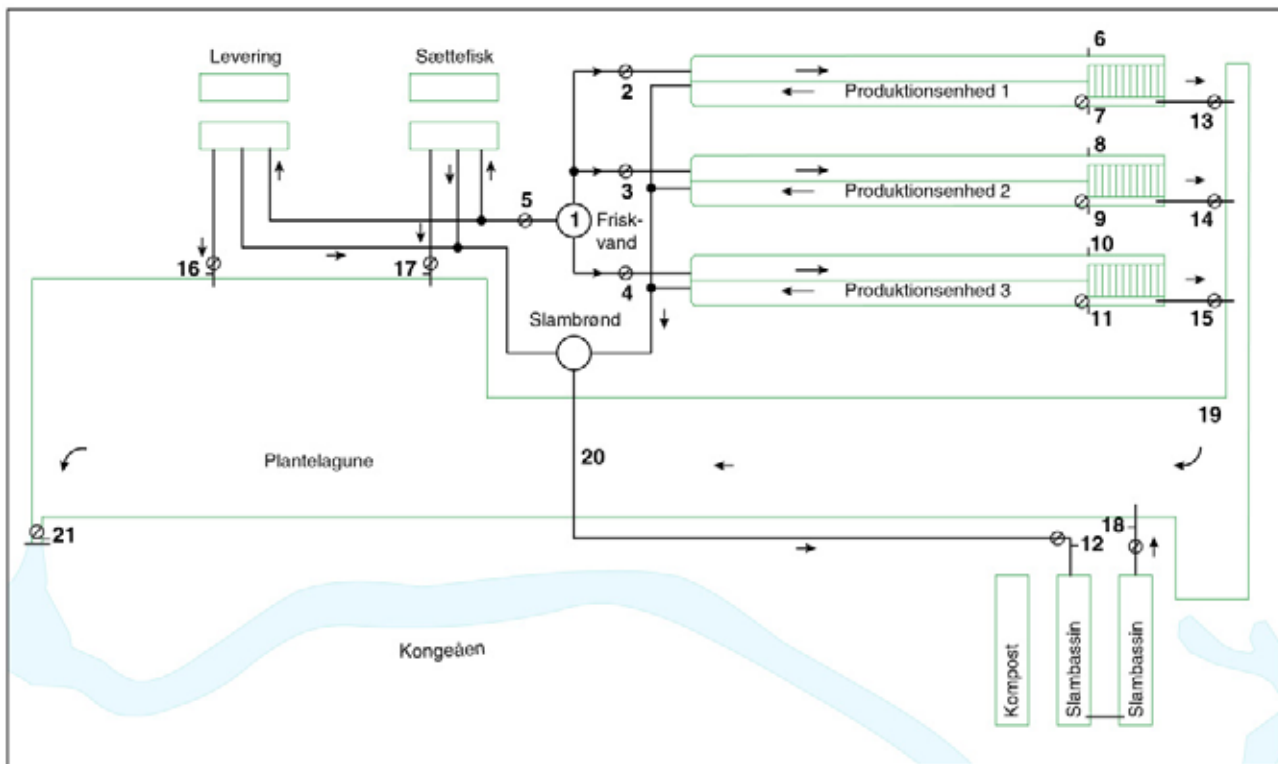 Levering
Sættefisk
6
2
Produktionsenhed 1
7
13
8
3
Produktionsenhed 2
5
1
Frisk-
vand
9
14
10
16
17
4
Produktionsenhed 3
11
15
Slambrønd
19
20
Plantelagune
18
21
12
Kongeåen
Kompost
Slambassin
Slambassin